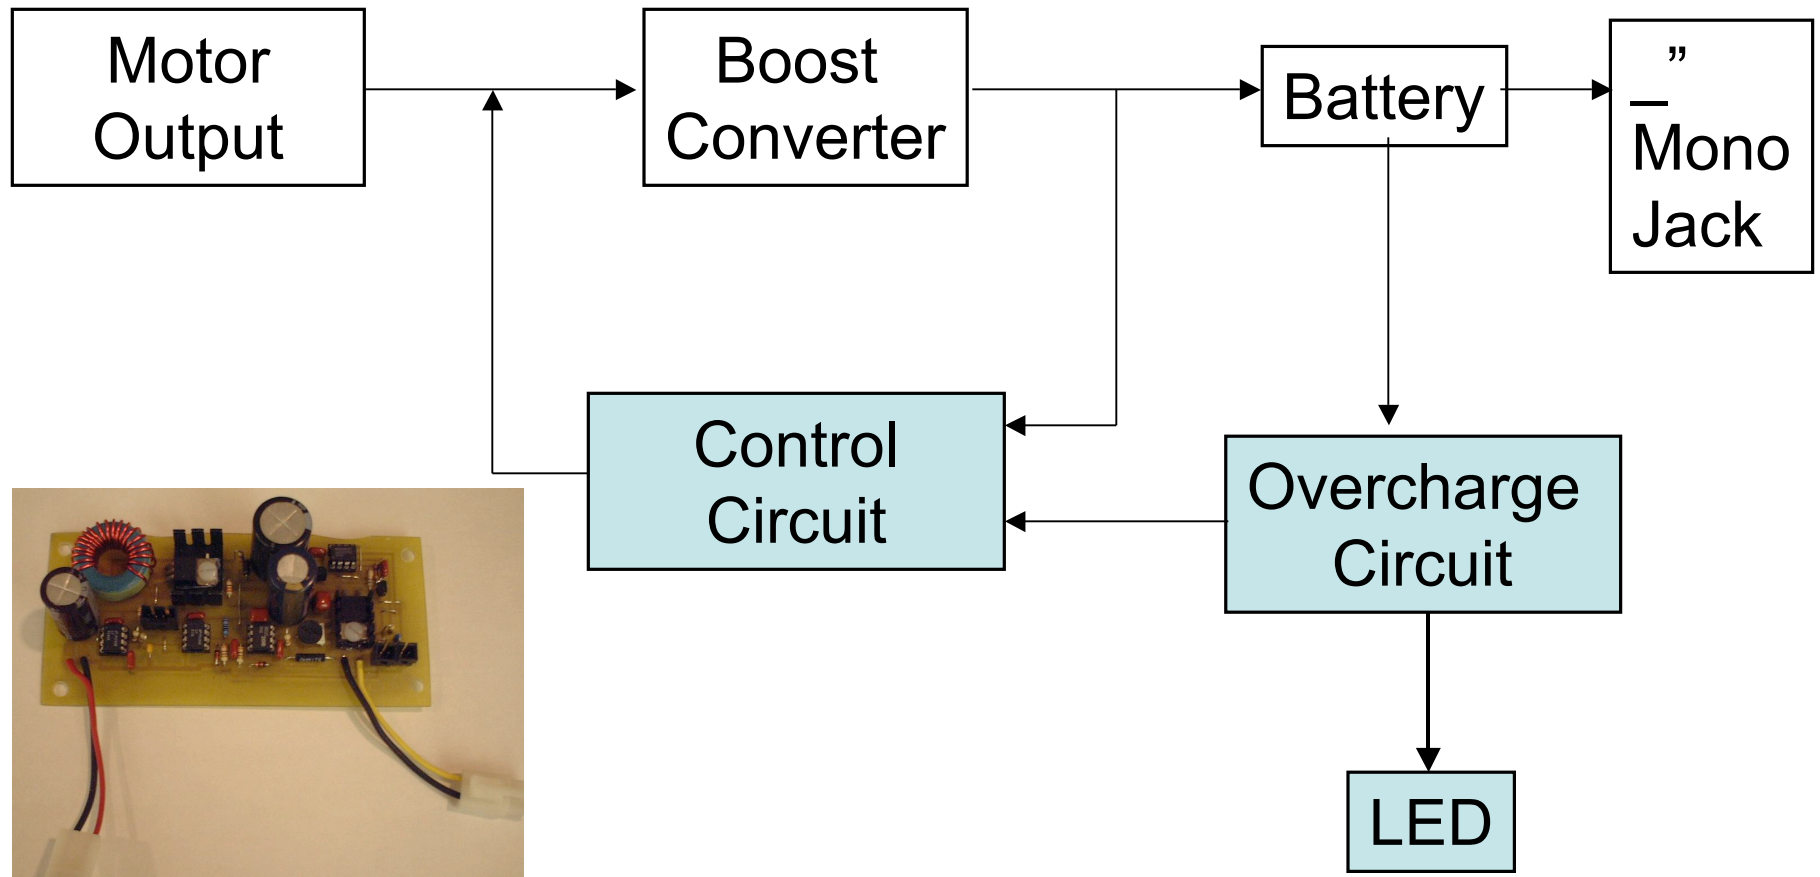 Motor
Output
Boost
Converter
Battery
_”
Mono
Jack
Control
Circuit
Overcharge
Circuit
LED